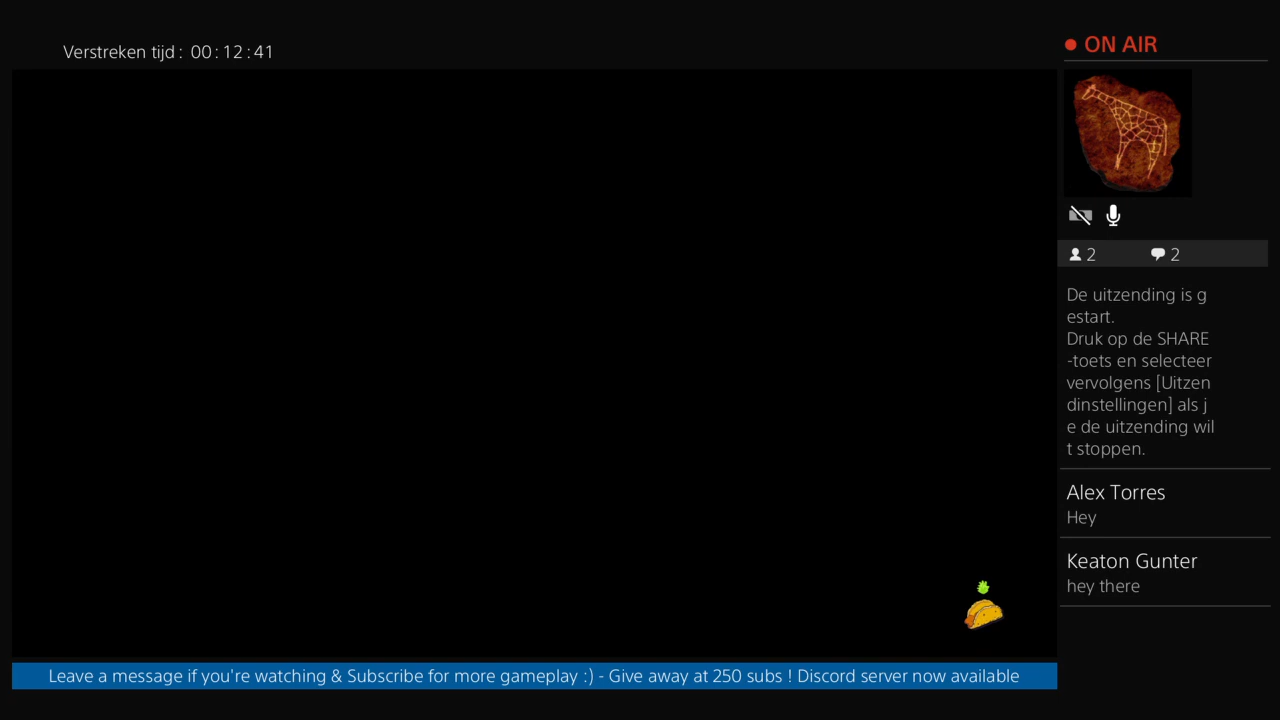 Verstreken tijd : 00 : 12 : 41
ON AIR
2 2
De uitzending is g
estart.
Druk op de SHARE
-toets en selecteer
vervolgens [Uitzen
dinstellingen] als j
e de uitzending wil
t stoppen.
Alex Torres
Hey
Keaton Gunter
hey there
Leave a message if you're watching & Subscribe for more gameplay :) - Give away at 250 subs ! Discord server now available